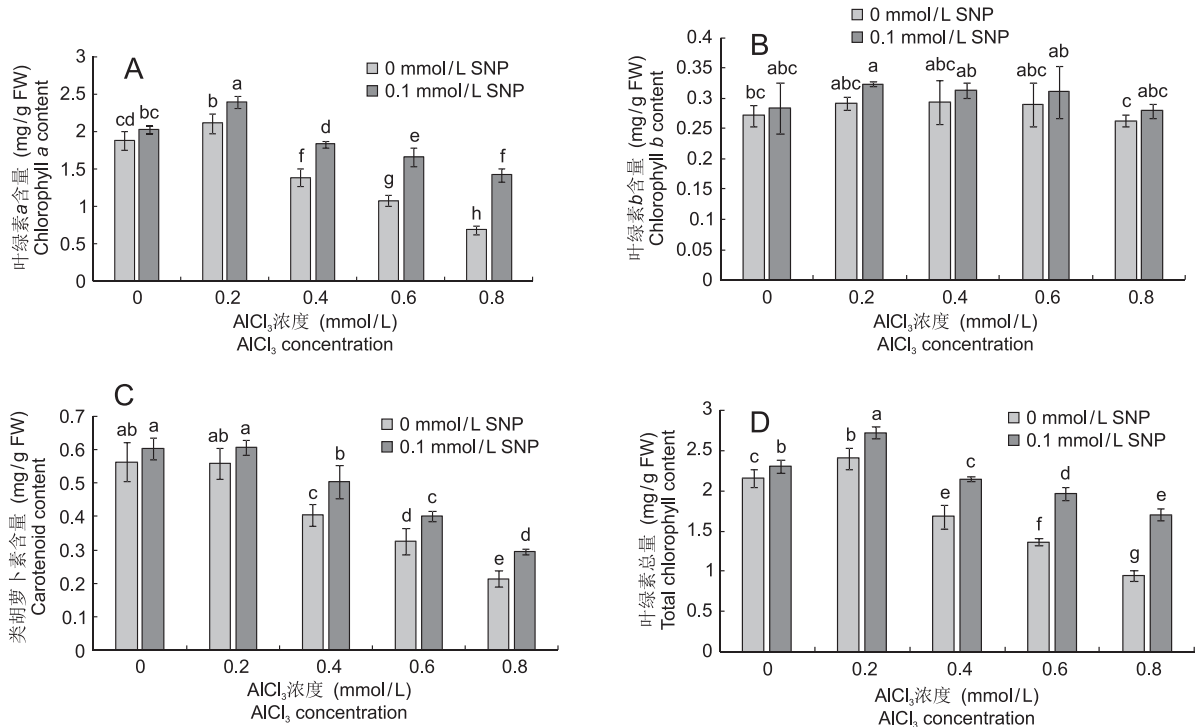 A
0 mmol/L SNP
0.1 mmol/L SNP
叶绿素a含量 (mg/g FW)
Chlorophyll a content
3
2.5
2
1.5
1
0.5
0
cd bc b a f d g e h f
0 0.2 0.4 0.6 0.8
AlCl₃浓度 (mmol/L)
AlCl₃ concentration
B
0 mmol/L SNP
0.1 mmol/L SNP
叶绿素b含量 (mg/g FW)
Chlorophyll b content
0.4
0.35
0.3
0.25
0.2
0.15
0.1
0.05
0
bc abc abc a abc ab abc ab c abc
0 0.2 0.4 0.6 0.8
AlCl₃浓度 (mmol/L)
AlCl₃ concentration
C
0 mmol/L SNP
0.1 mmol/L SNP
类胡萝卜素含量 (mg/g FW)
Carotenoid content
0.7
0.6
0.5
0.4
0.3
0.2
0.1
0
ab a ab a c b d c e d
0 0.2 0.4 0.6 0.8
AlCl₃浓度 (mmol/L)
AlCl₃ concentration
D
0 mmol/L SNP
0.1 mmol/L SNP
叶绿素总量 (mg/g FW)
Total chlorophyll content
3
2.5
2
1.5
1
0.5
0
c b b a e c f d g e
0 0.2 0.4 0.6 0.8
AlCl₃浓度 (mmol/L)
AlCl₃ concentration